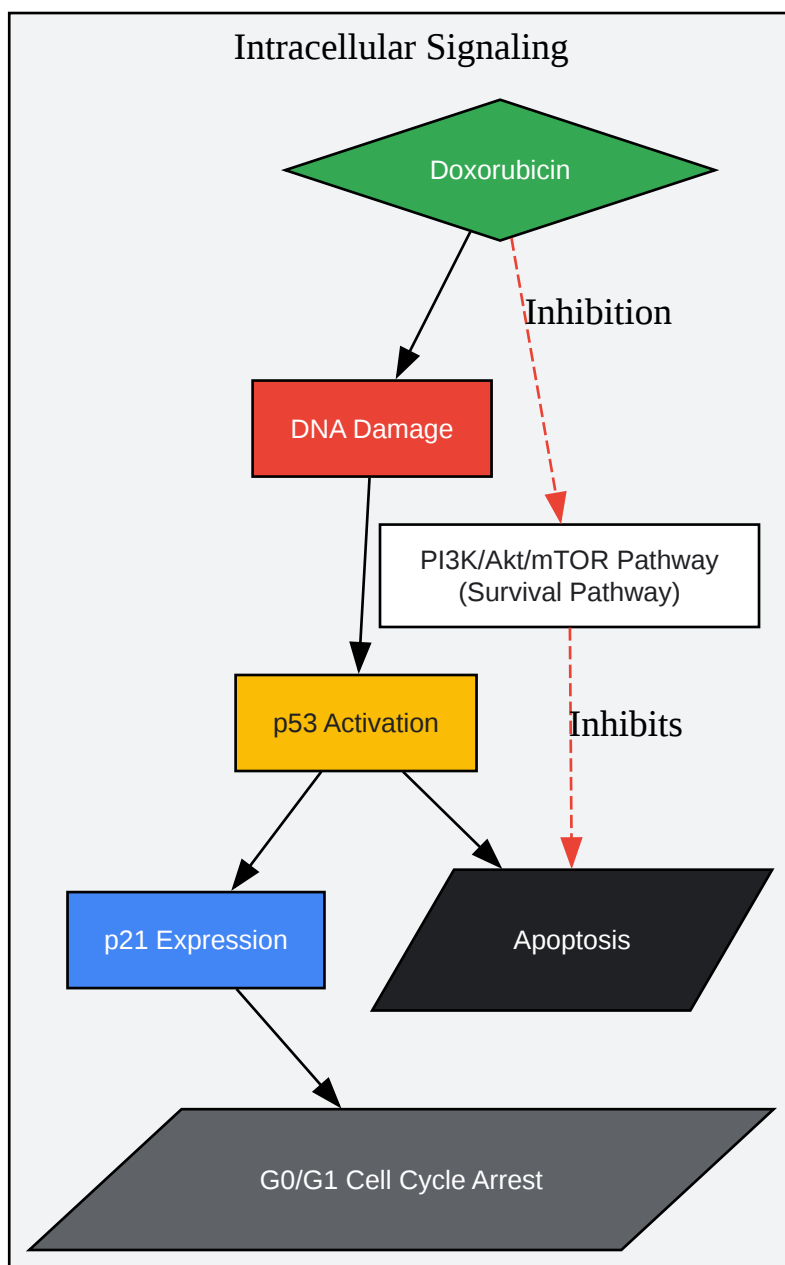 Intracellular Signaling
Doxorubicin
Inhibition
DNA Damage
PI3K/Akt/mTOR Pathway
(Survival Pathway)
p53 Activation
Inhibits
p21 Expression
Apoptosis
G0/G1 Cell Cycle Arrest